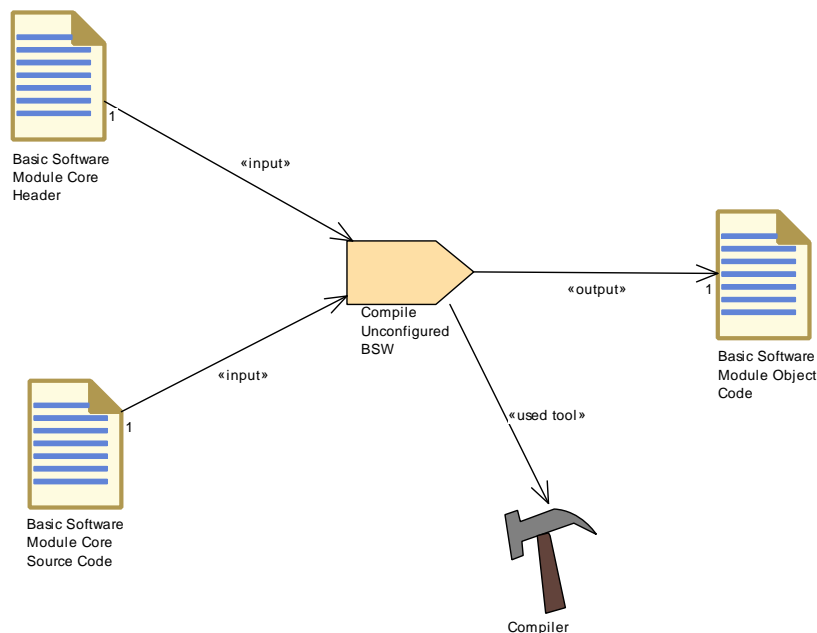 1
Basic Software
Module Core
Header
«input»
Compile
Unconfigured
BSW
«output»
1
Basic Software
Module Object
Code
«input»
1
«used tool»
Basic Software
Module Core
Source Code
Compiler